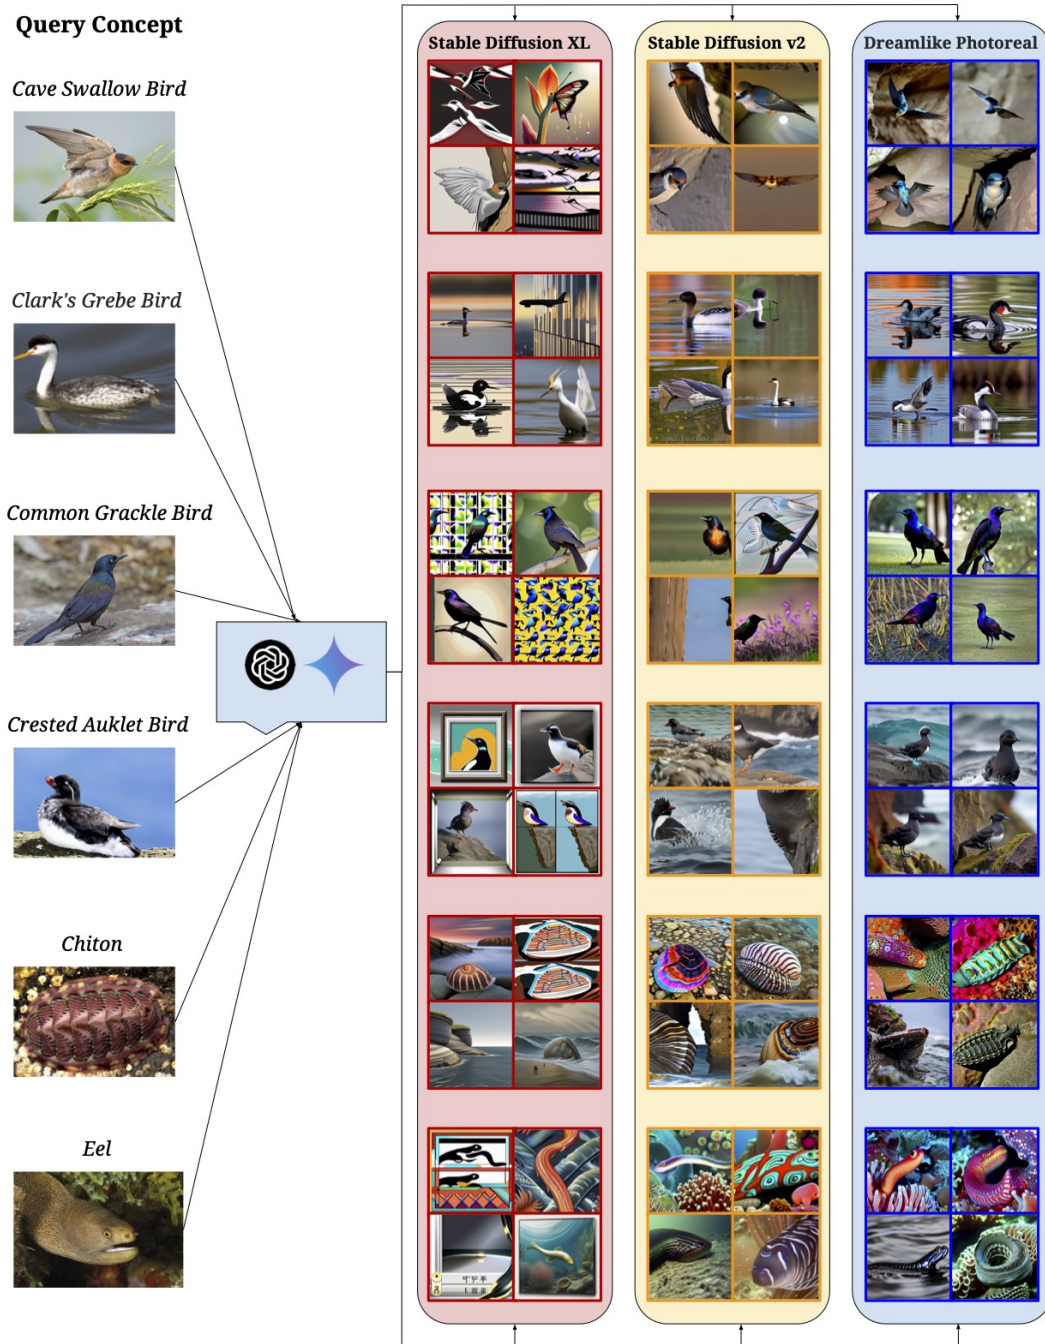 Query Concept
Stable Diffusion XL
Stable Diffusion v2
Dreamlike Photoreal
Cave Swallow Bird
Clark's Grebe Bird
Common Grackle Bird
Crested Auklet Bird
Chiton
Eel